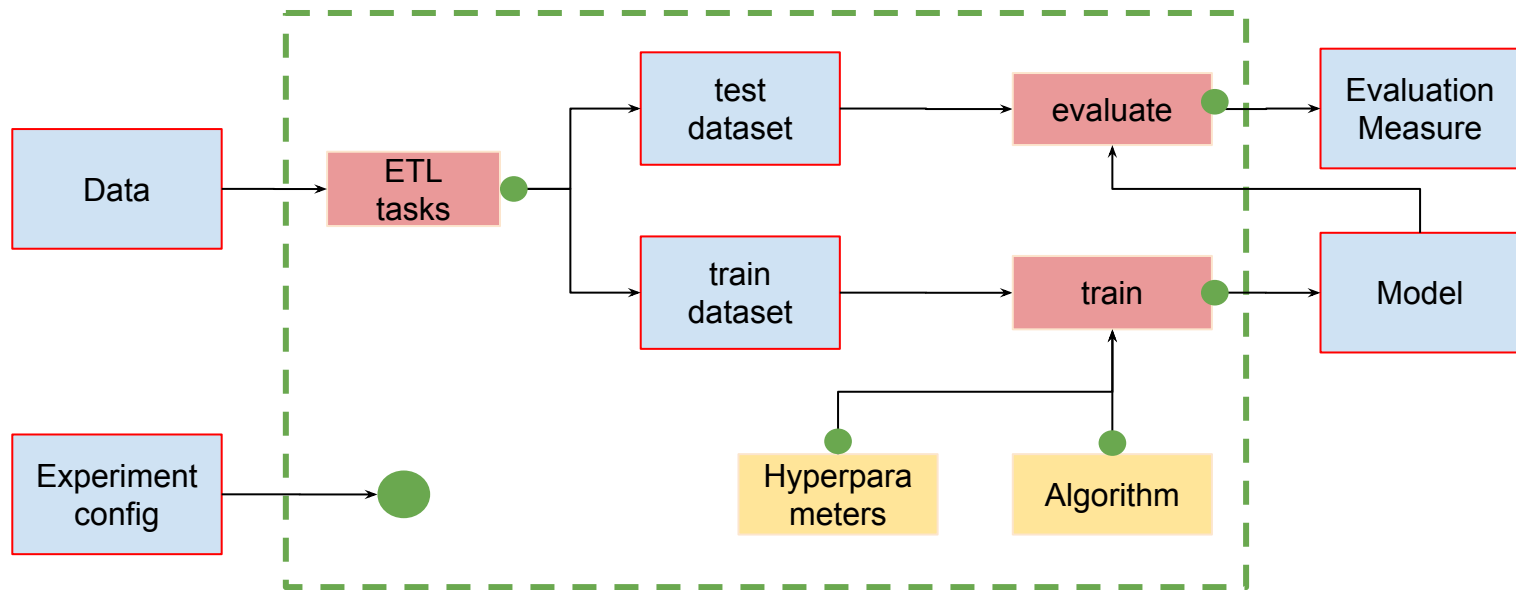 test
dataset
evaluate
Evaluation
Measure
Data
ETL
tasks
train
dataset
train
Model
Experiment
config
Hyperpara
meters
Algorithm